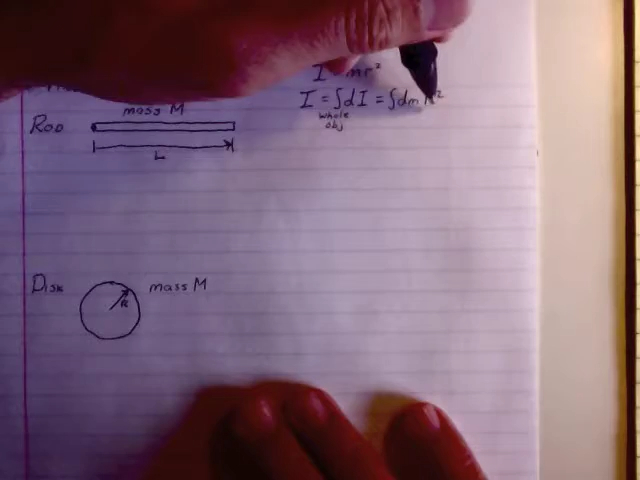 I = mr²
I = ∫dI = ∫dm r²
whole
obj
mass M
ROD
L
DISK
R
mass M